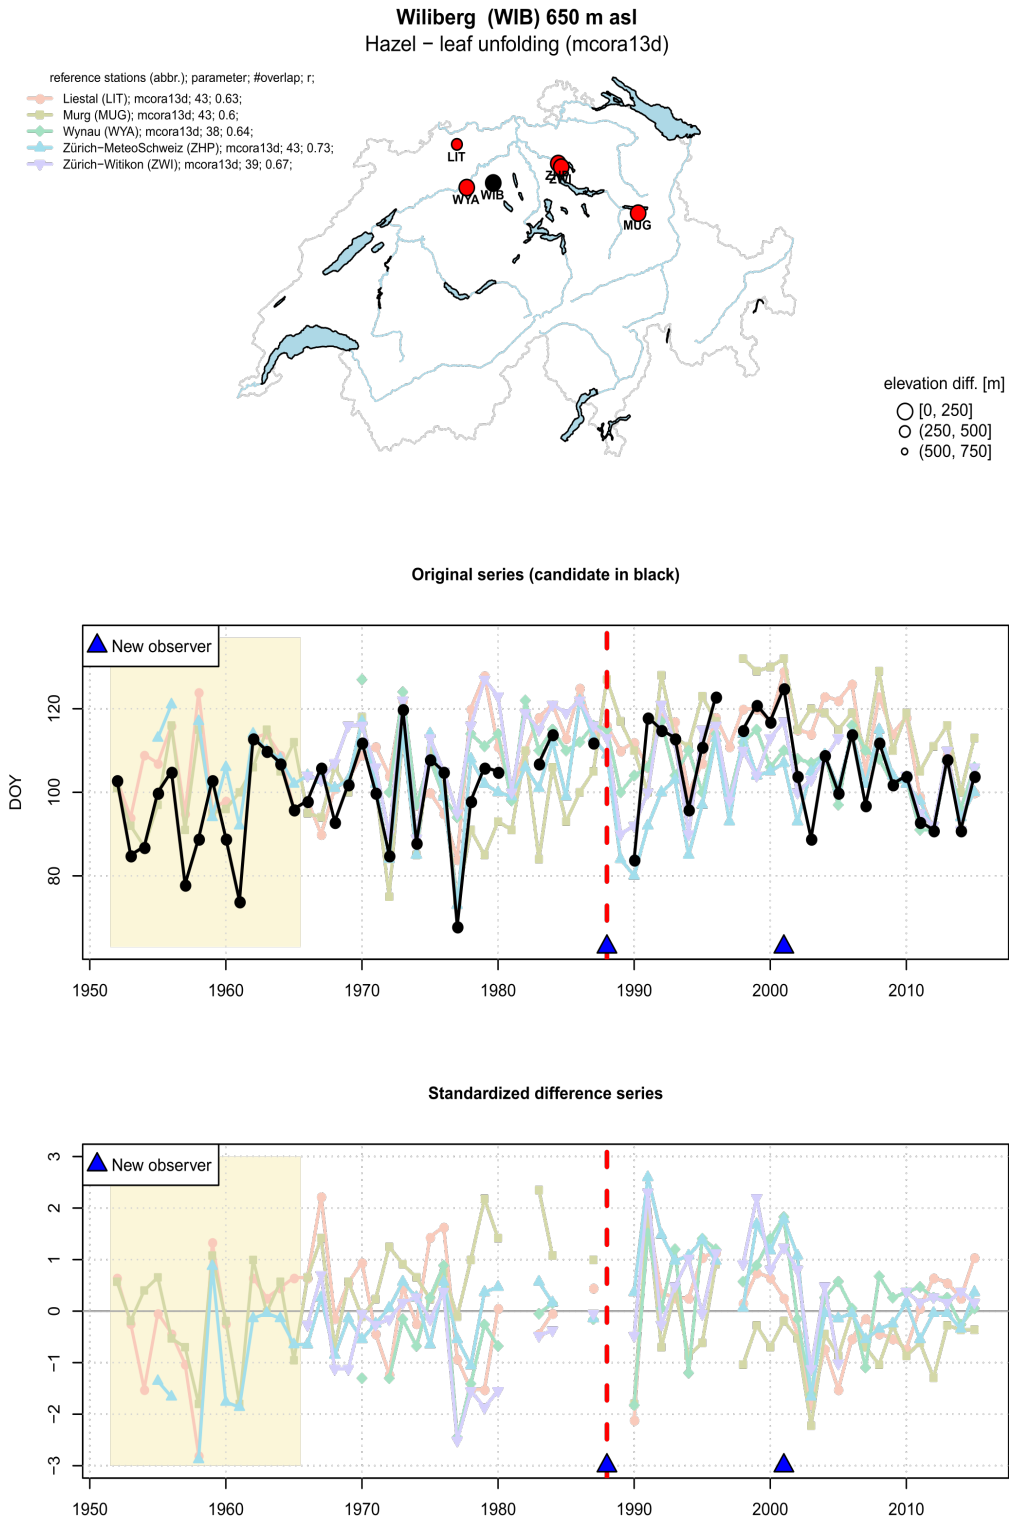 Wiliberg (WIB) 650 m asl
Hazel − leaf unfolding (mcora13d)
reference stations (abbr.); parameter; #overlap; r;
Liestal (LIT); mcora13d; 43; 0.63;
Murg (MUG); mcora13d; 43; 0.6;
Wynau (WYA); mcora13d; 38; 0.64;
Zürich−MeteoSchweiz (ZHP); mcora13d; 43; 0.73;
Zürich−Witikon (ZWI); mcora13d; 39; 0.67;
LIT
ZWI
WYA
WIB
MUG
elevation diff. [m]
[0, 250]
(250, 500]
(500, 750]
Original series (candidate in black)
New observer
DOY
120
100
80
1950 1960 1970 1980 1990 2000 2010
Standardized difference series
New observer
3
2
1
0
−1
−2
−3
1950 1960 1970 1980 1990 2000 2010